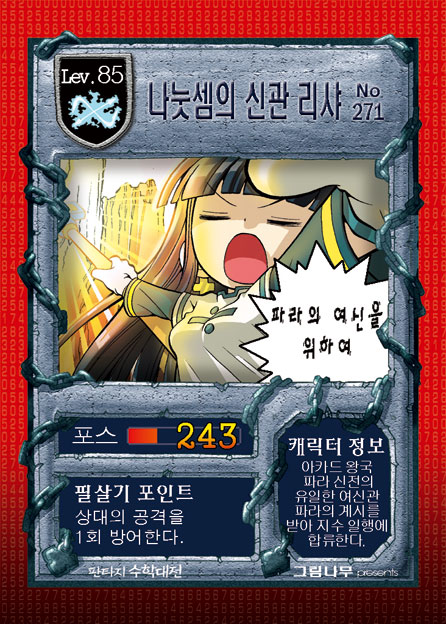 Lev.85
나눗셈의 신관 리샤
No
271
파라의 여신을
위하여
포스 243
필살기 포인트
상대의 공격을
1회 방어한다.
캐릭터 정보
아카드 왕국
파라 신전의
유일한 여신관
파라의 계시를
받아 지수 일행에
합류한다.
판타지 수학대전
그림나무 presents